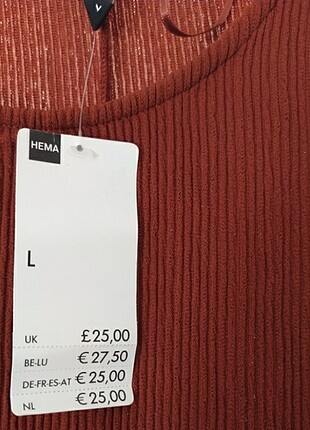 V
HEMA
L
UK £25,00
BE-LU € 27,50
DE-FR-ES-AT € 25,00
NL € 25,00